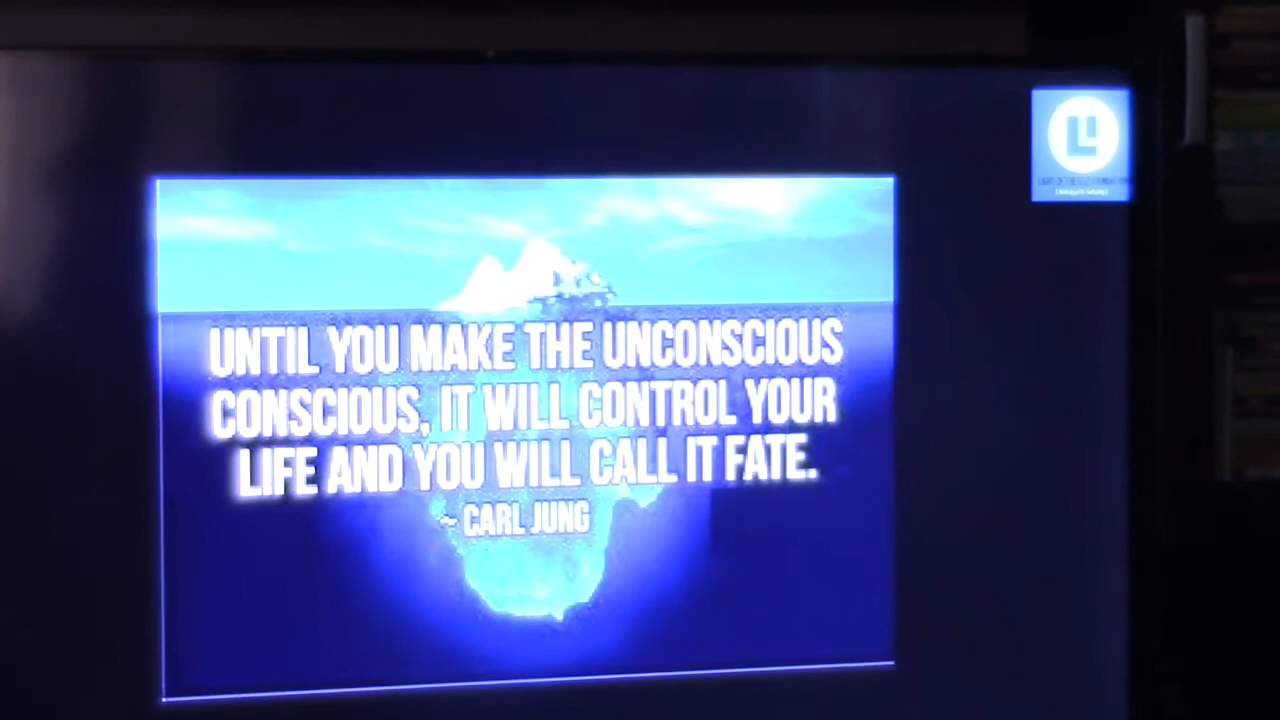 UNTIL YOU MAKE THE UNCONSCIOUS
CONSCIOUS, IT WILL CONTROL YOUR
LIFE AND YOU WILL CALL IT FATE.
~ CARL JUNG